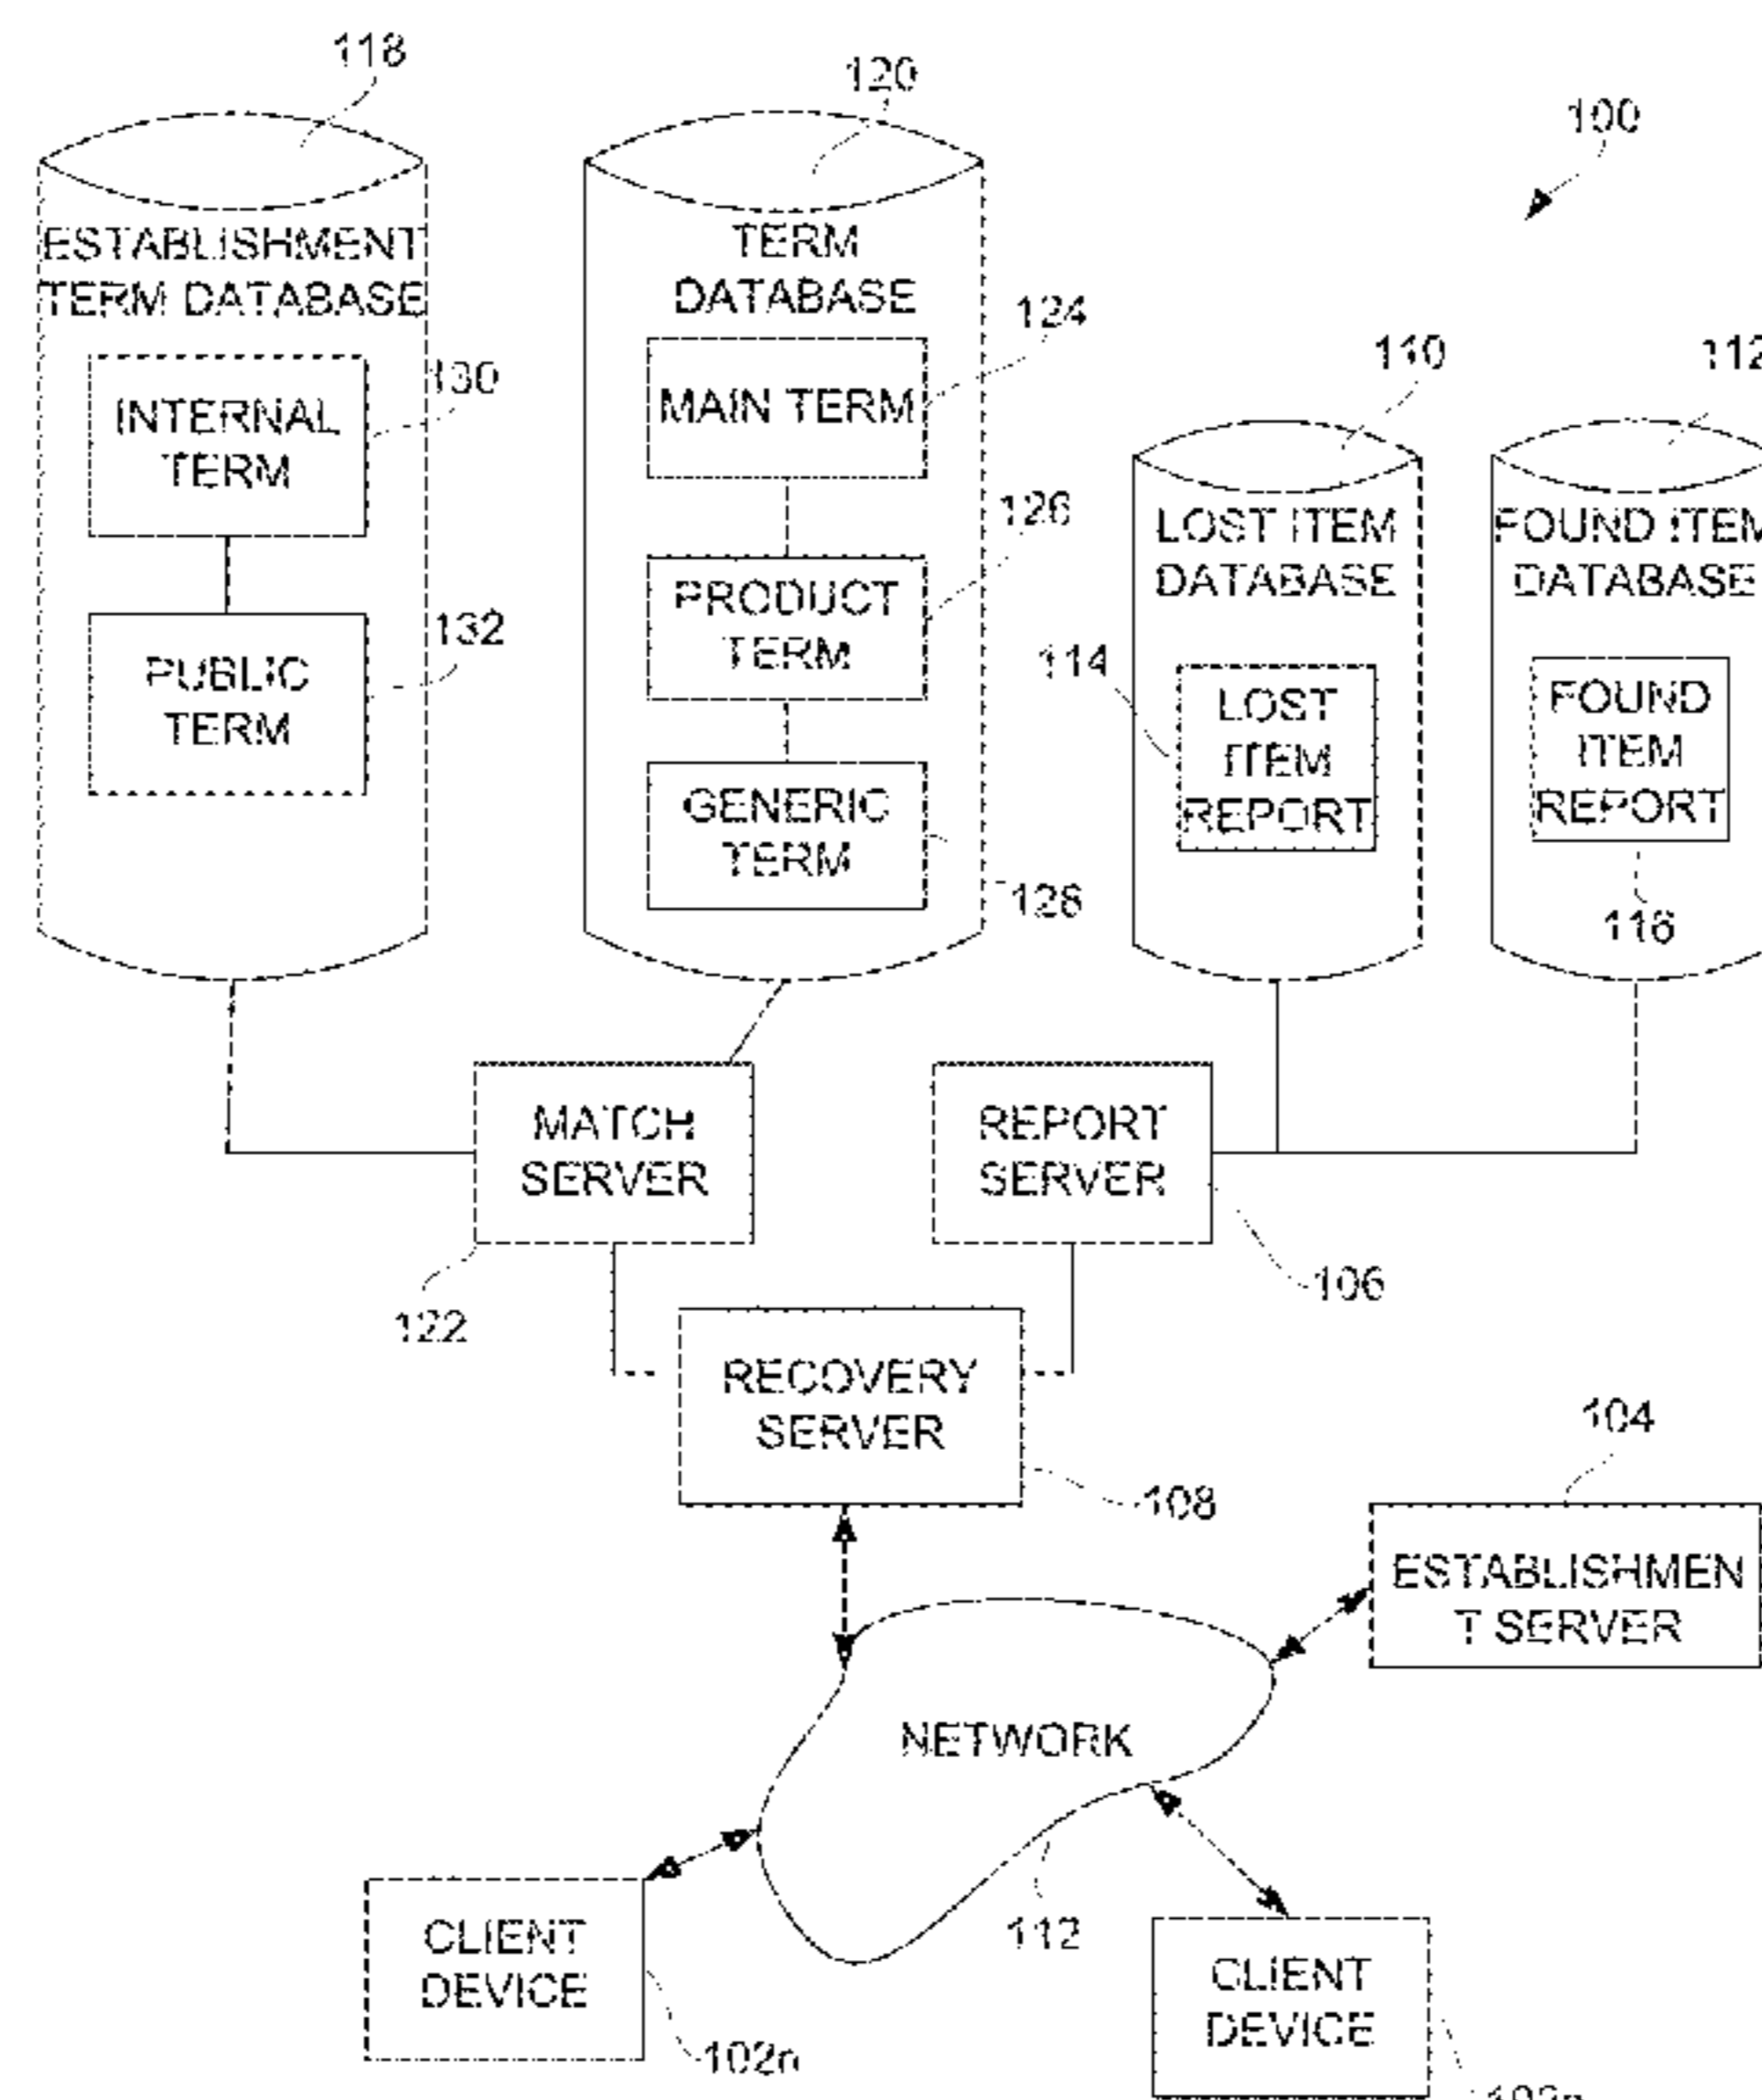 118
120
100
ESTABLISHMENT
TERM DATABASE
TERM
DATABASE
124
110
112
INTERNAL
TERM
130
MAIN TERM
126
LOST ITEM
DATABASE
FOUND ITEM
DATABASE
PRODUCT
TERM
132
PUBLIC
TERM
114
LOST
ITEM
REPORT
FOUND
ITEM
REPORT
GENERIC
TERM
128
116
MATCH
SERVER
REPORT
SERVER
106
122
RECOVERY
SERVER
104
108
ESTABLISHMEN
T SERVER
NETWORK
112
CLIENT
DEVICE
CLIENT
DEVICE
102n